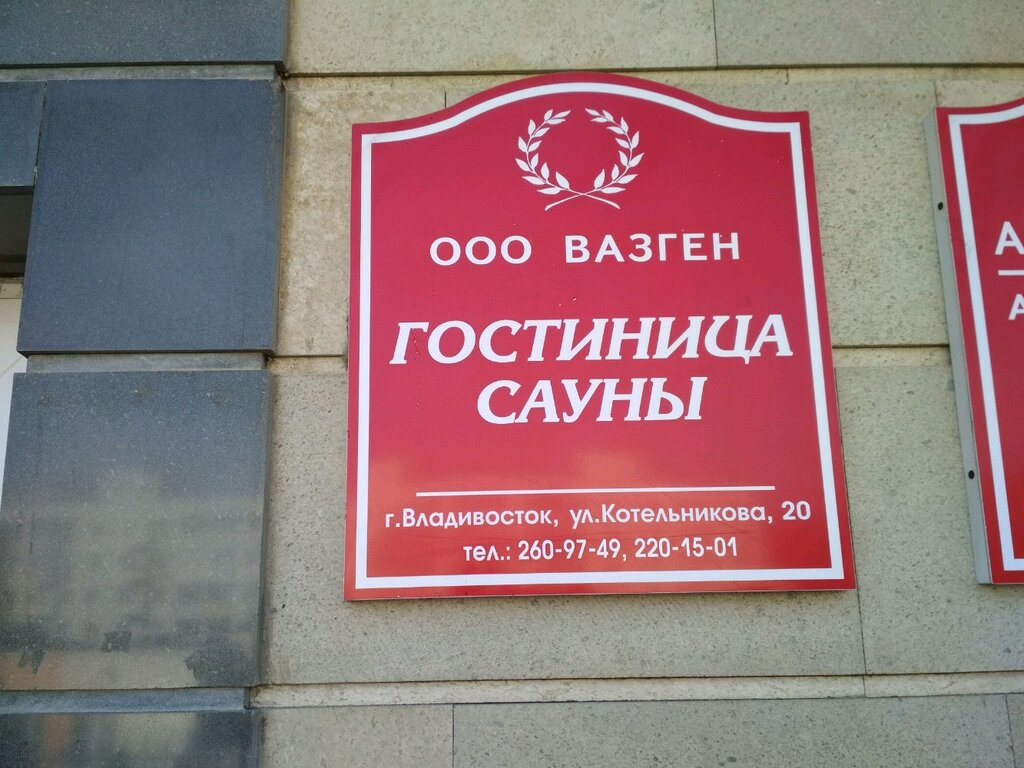 ООО ВАЗГЕН
ГОСТИНИЦА
САУНЫ
г.Владивосток, ул.Котельникова, 20
тел.: 260-97-49, 220-15-01